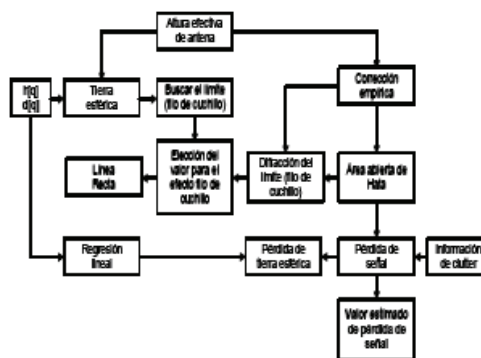 Altura efectiva
de antena
h[q]
d[q]
Tierra
esférica
Buscar el límite
(filo de cuchillo)
Corrección
empírica
Línea
Recta
Elección del
valor para el
efecto filo de
cuchillo
Difracción del
límite (filo de
cuchillo)
Área abierta de
Hata
Regresión
lineal
Pérdida de
tierra esférica
Pérdida de
señal
Información
de clutter
Valor estimado
de pérdida de
señal